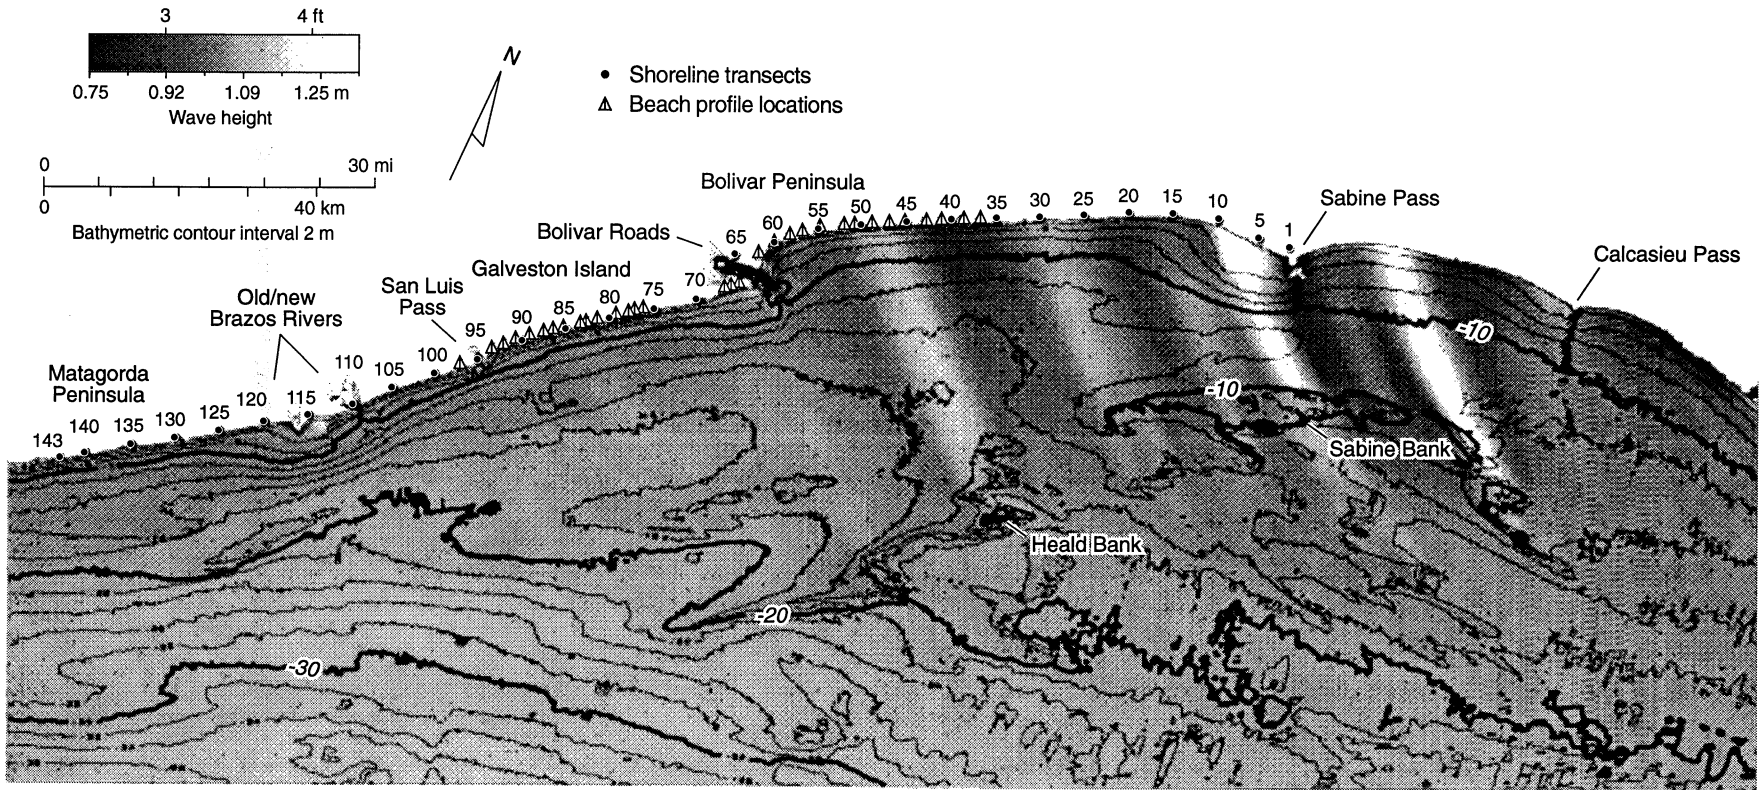 3 4 ft
0.75 0.92 1.09 1.25 m
Wave height
N
Shoreline transects
Beach profile locations
0 30 mi
0 40 km
Bathymetric contour interval 2 m
Bolivar Peninsula
Sabine Pass
Calcasieu Pass
Bolivar Roads
Galveston Island
San Luis
Pass
Old/new
Brazos Rivers
Matagorda
Peninsula
143 140 135 130 125 120 115 110 105 100 95 90 85 80 75 70 65 60 55 50 45 40 35 30 25 20 15 10 5 1
-10
-10
Sabine Bank
Heald Bank
-20
-30